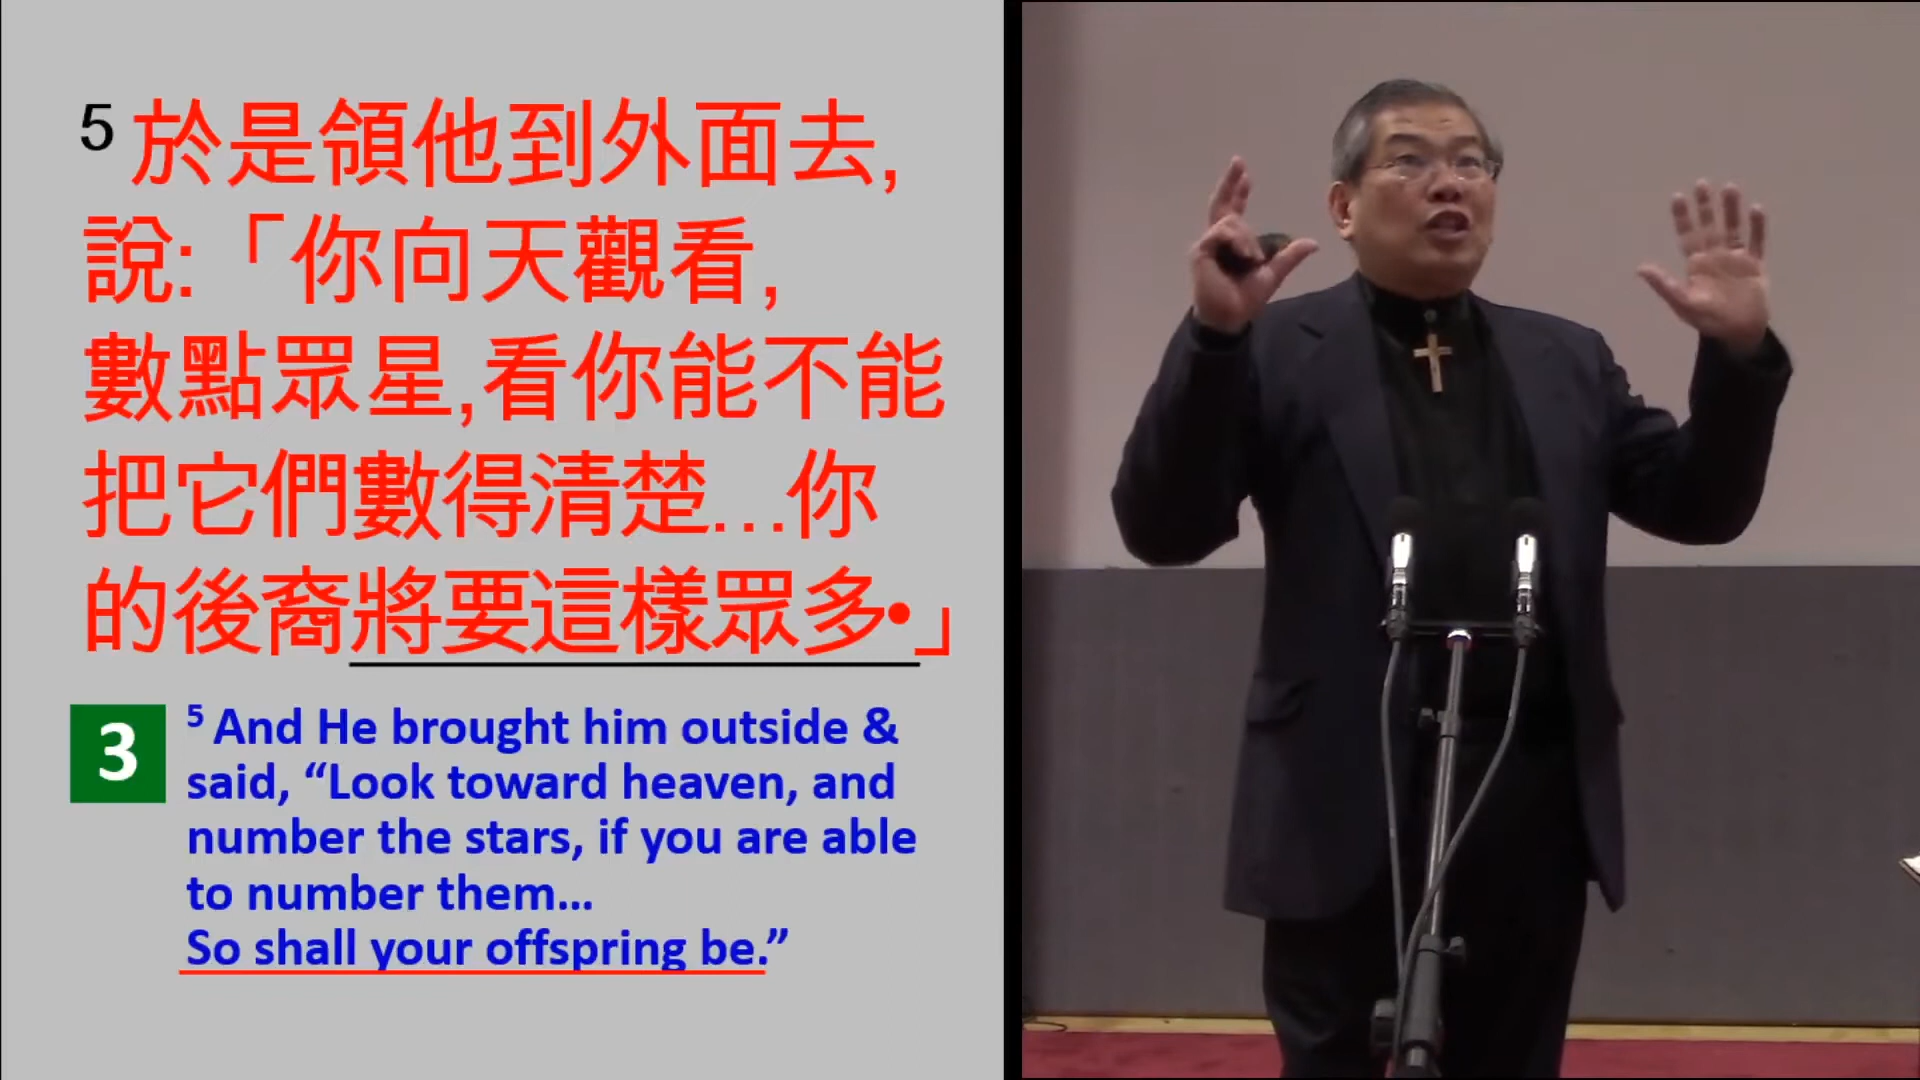 5 於是領他到外面去,
說:「你向天觀看,
數點眾星,看你能不能
把它們數得清楚…你
的後裔將要這樣眾多•」
3
5 And He brought him outside &
said, “Look toward heaven, and
number the stars, if you are able
to number them...
So shall your offspring be.”